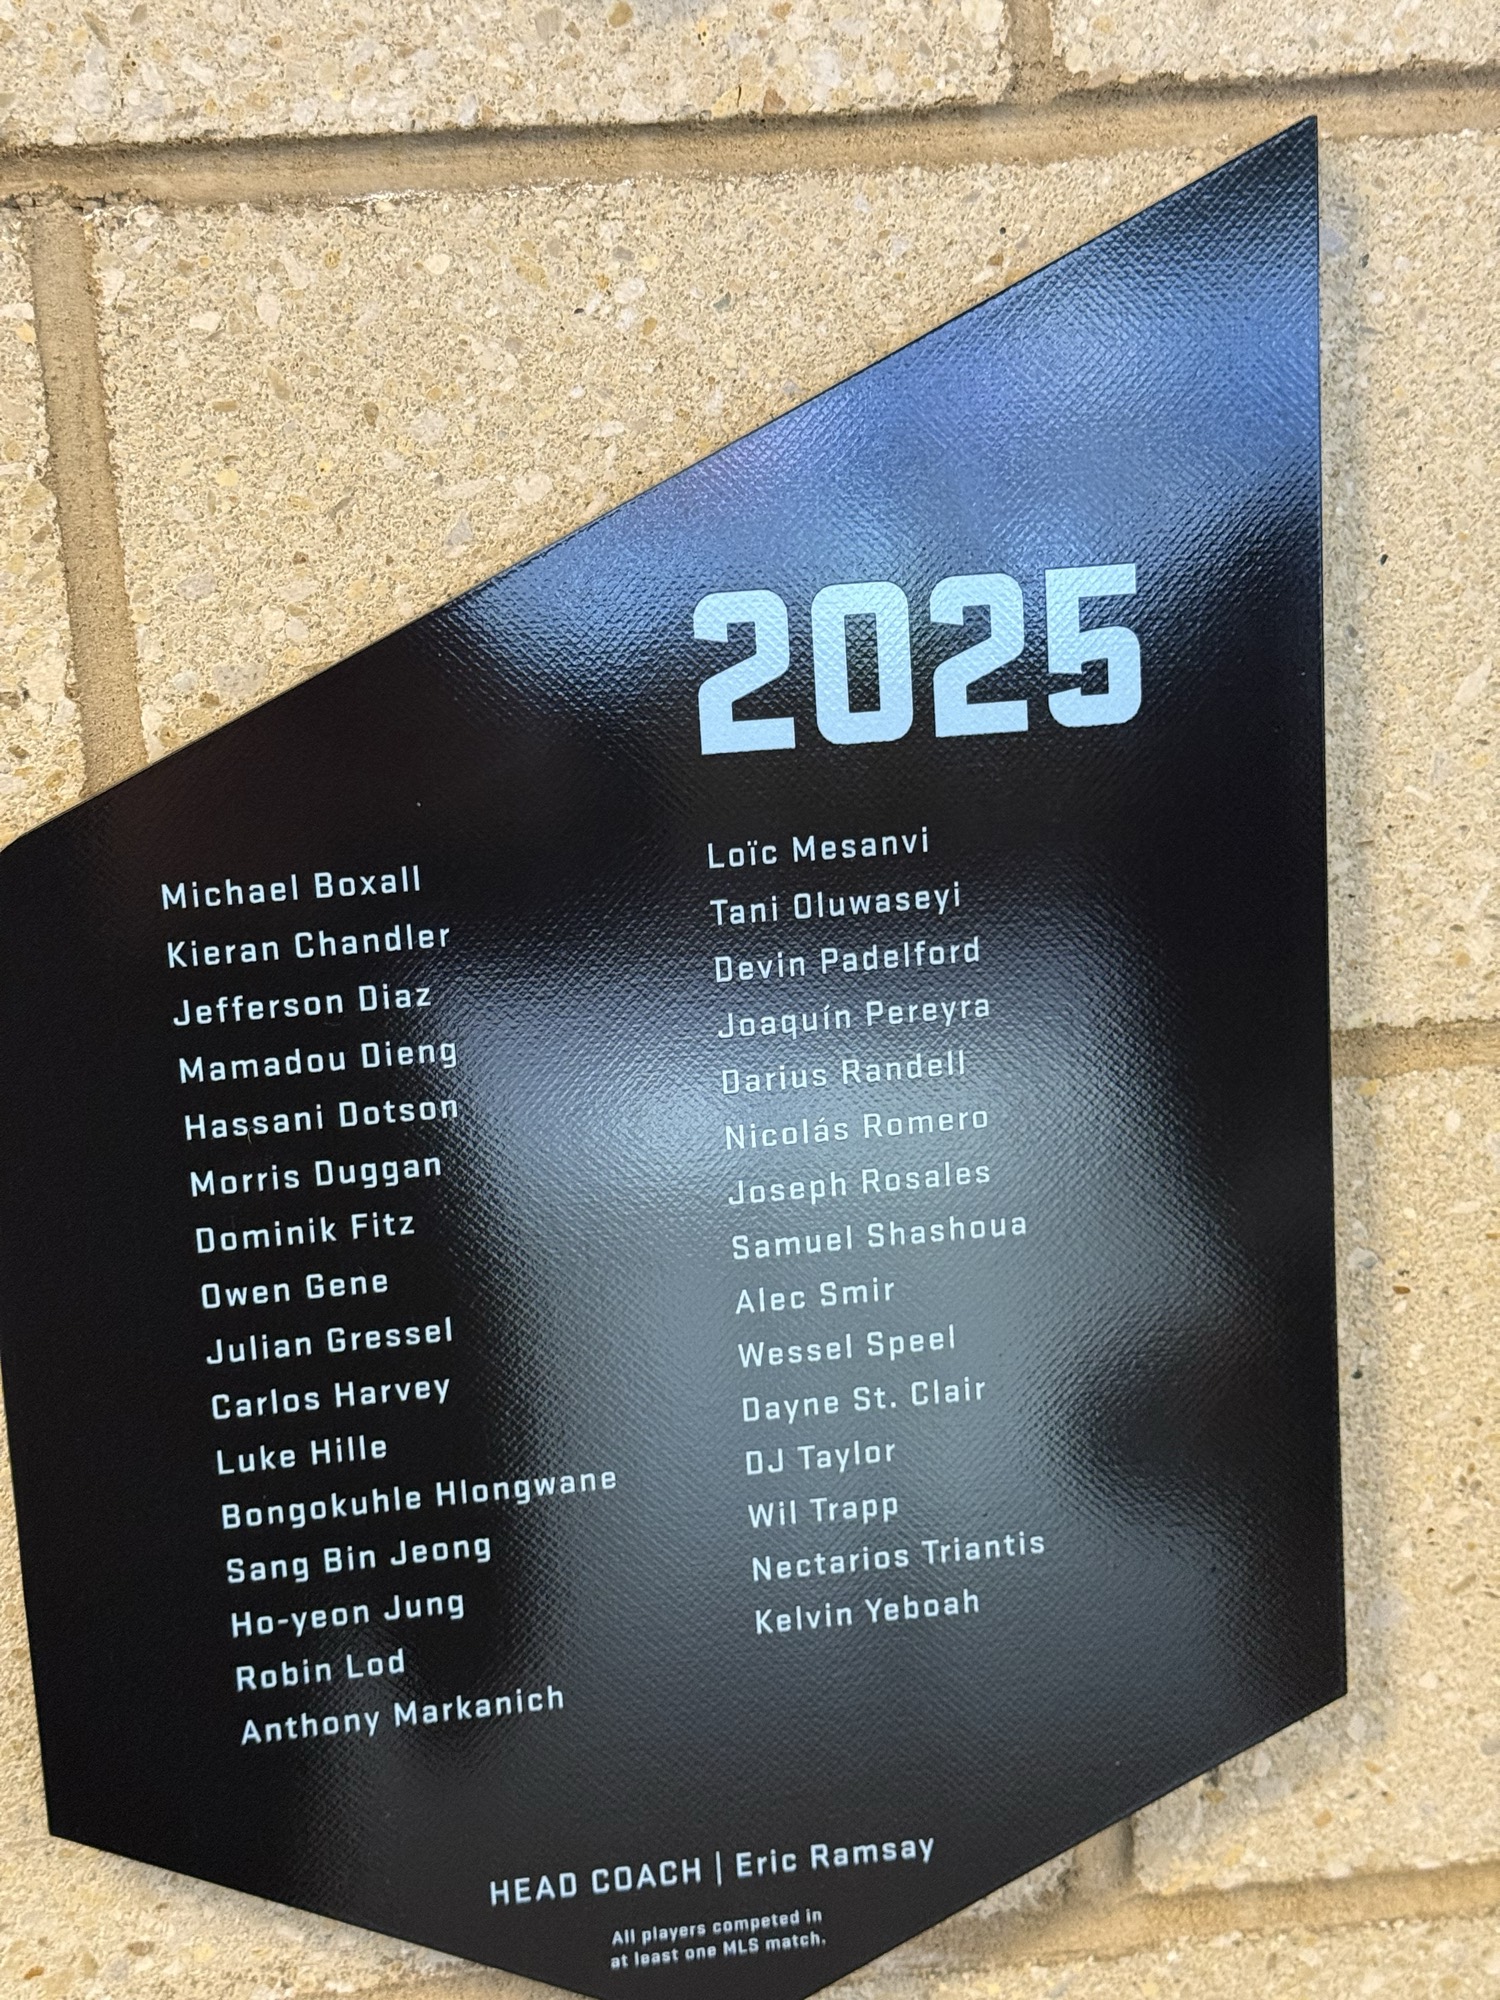 2025
Michael Boxall
Kieran Chandler
Jefferson Diaz
Mamadou Dieng
Hassani Dotson
Morris Duggan
Dominik Fitz
Owen Gene
Julian Gressel
Carlos Harvey
Luke Hille
Bongokuhle Hlongwane
Sang Bin Jeong
Ho-yeon Jung
Robin Lod
Anthony Markanich
Loïc Mesanvi
Tani Oluwaseyi
Devin Padelford
Joaquín Pereyra
Darius Randell
Nicolás Romero
Joseph Rosales
Samuel Shashoua
Alec Smir
Wessel Speel
Dayne St. Clair
DJ Taylor
Wil Trapp
Nectarios Triantis
Kelvin Yeboah
HEAD COACH | Eric Ramsay
All players competed in
at least one MLS match.